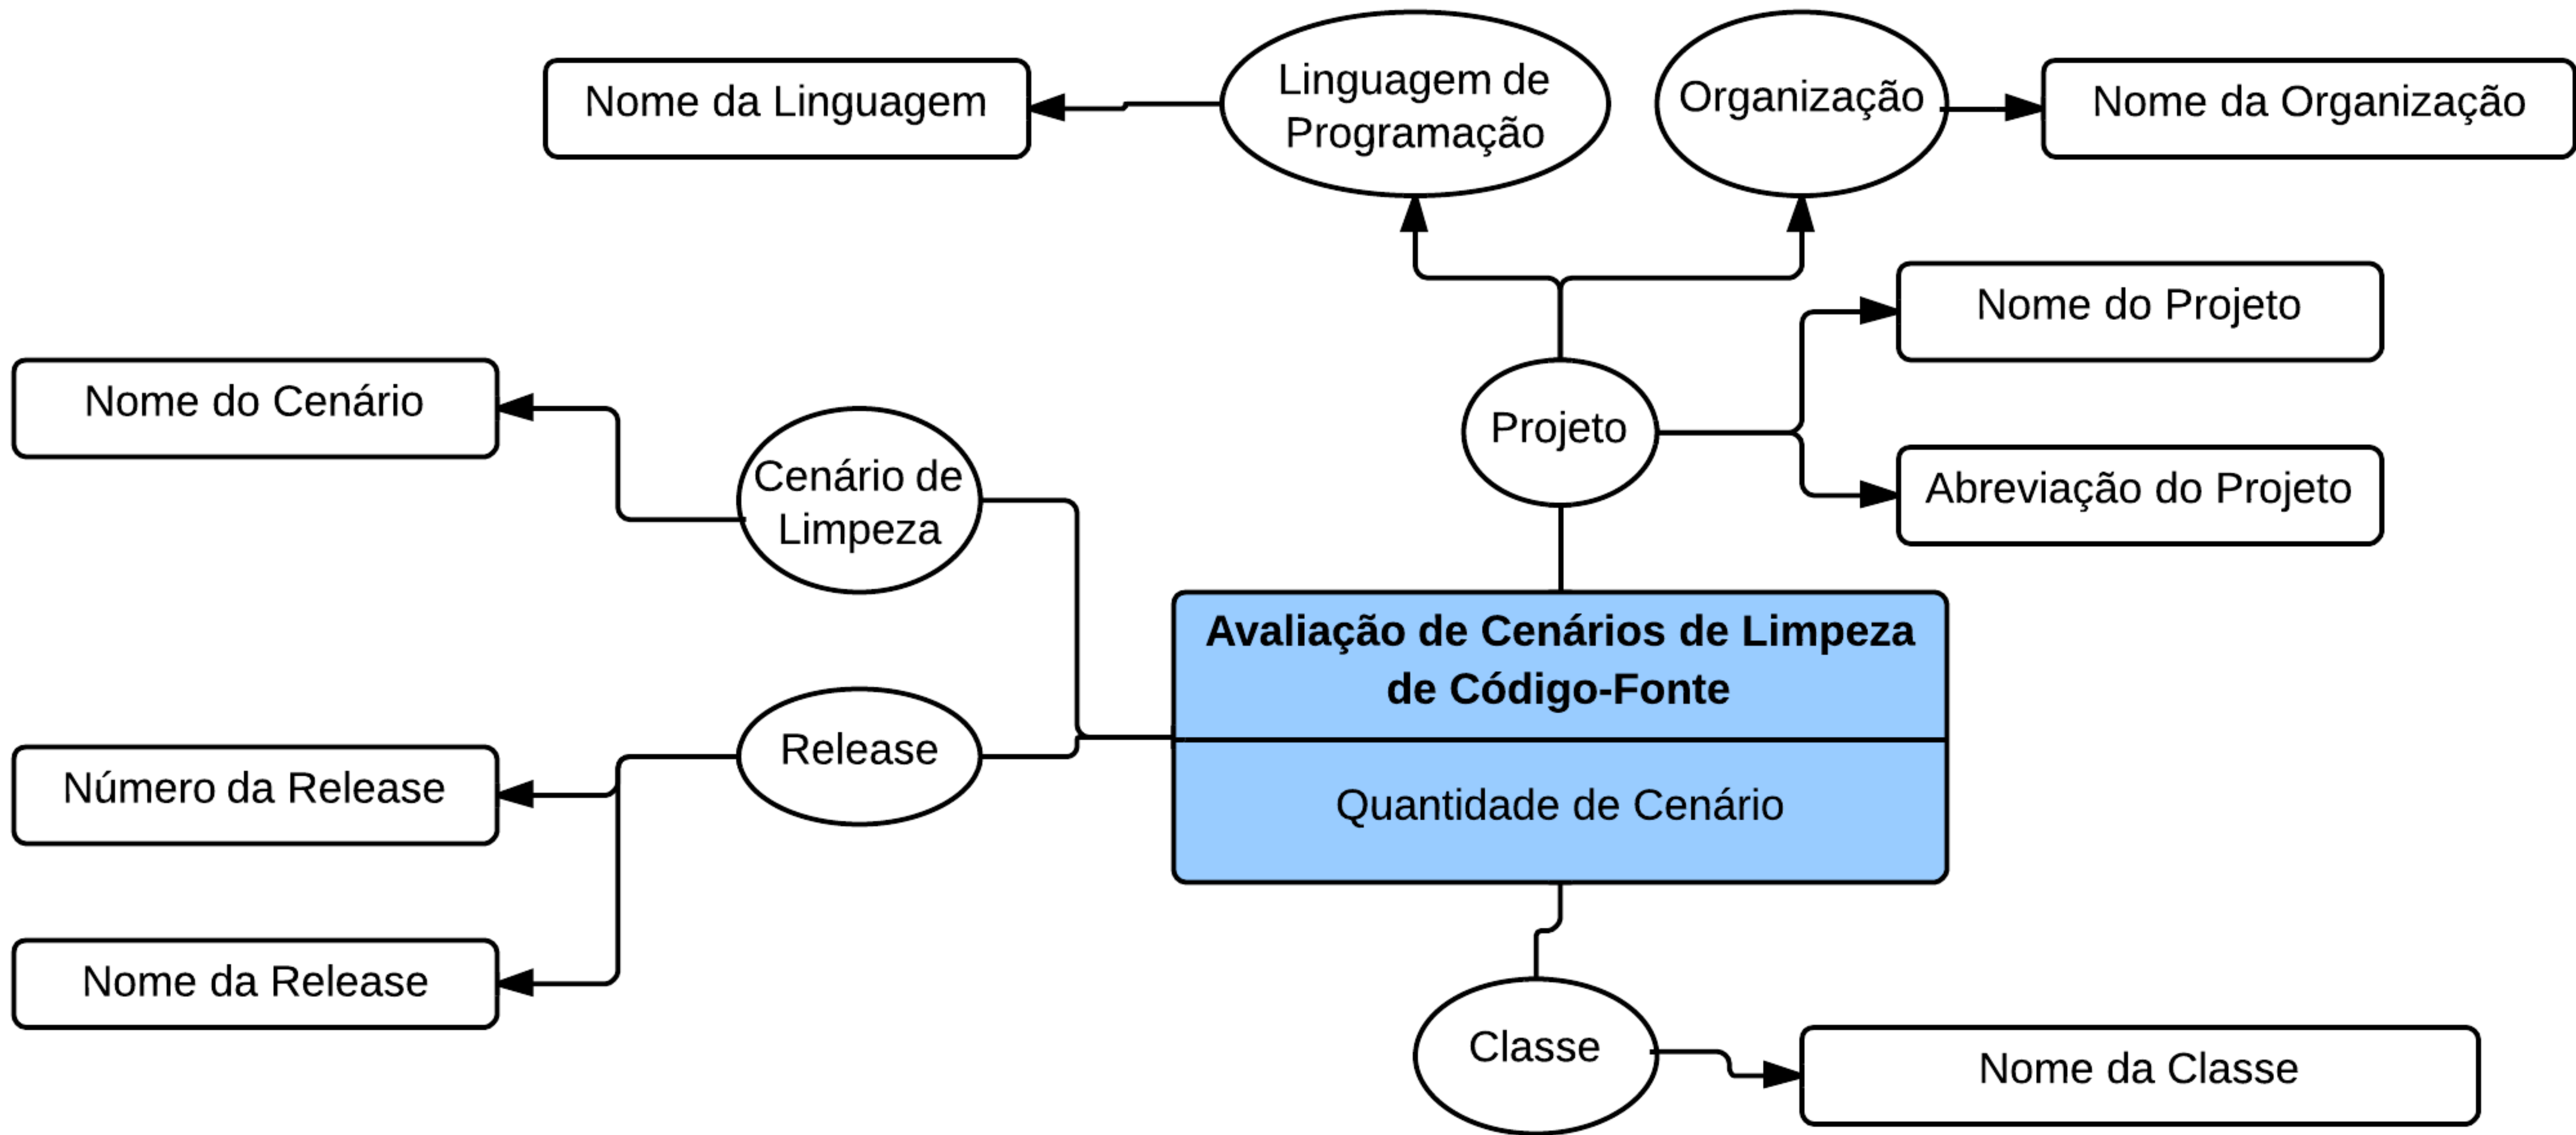 Nome da Linguagem
Linguagem de
Programação
Organização
Nome da Organização
Nome do Projeto
Projeto
Abreviação do Projeto
Nome do Cenário
Cenário de
Limpeza
Avaliação de Cenários de Limpeza
de Código-Fonte
Quantidade de Cenário
Release
Número da Release
Nome da Release
Classe
Nome da Classe